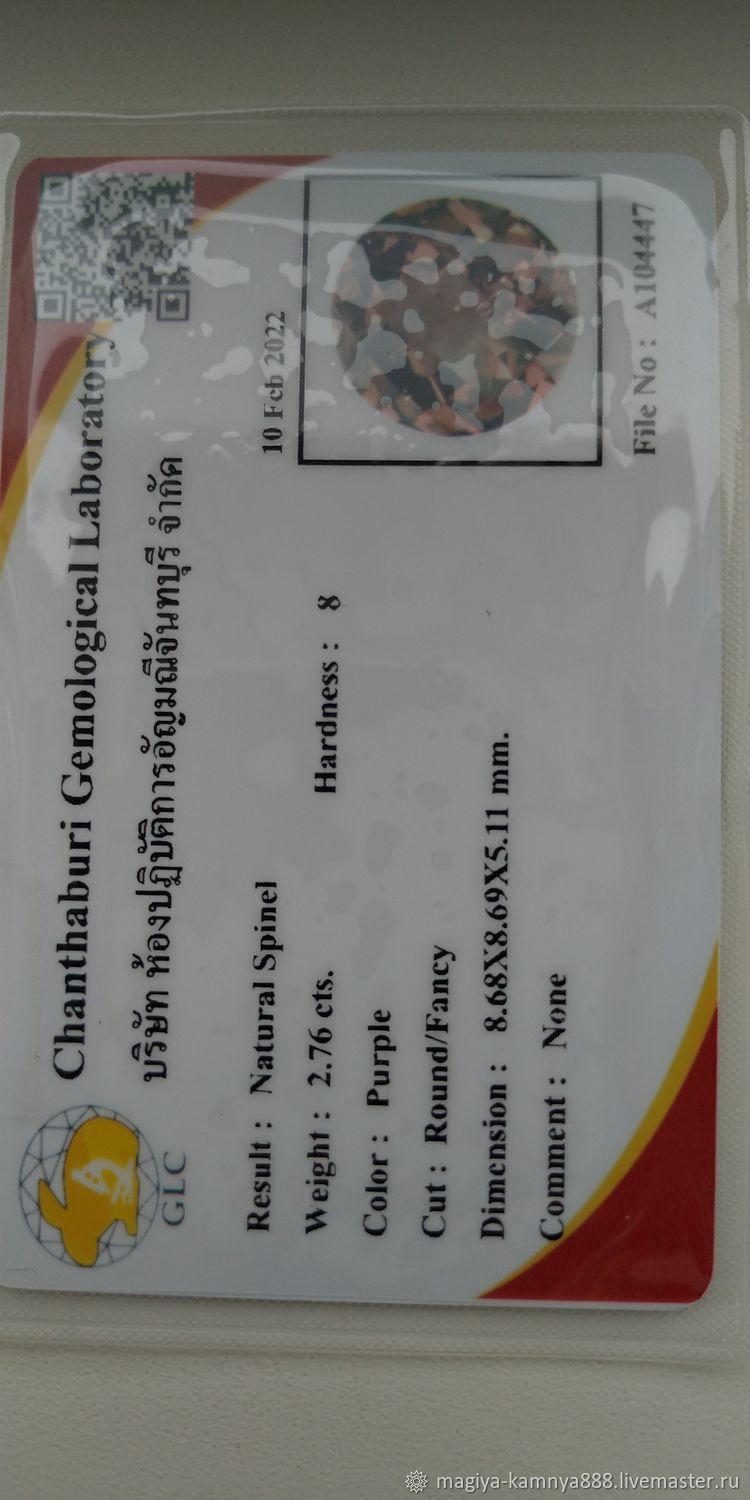 Chanthaburi Gemological Laboratory
บริษัท ห้องปฏิบัติการอัญมณีจันทบุรี จำกัด
GLC
10 Feb 2022
Result : Natural Spinel
Weight : 2.76 cts. Hardness : 8
Color : Purple
Cut : Round/Fancy
Dimension : 8.68X8.69X5.11 mm.
Comment : None
File No : A104447
magiya-kamnya888.livemaster.ru